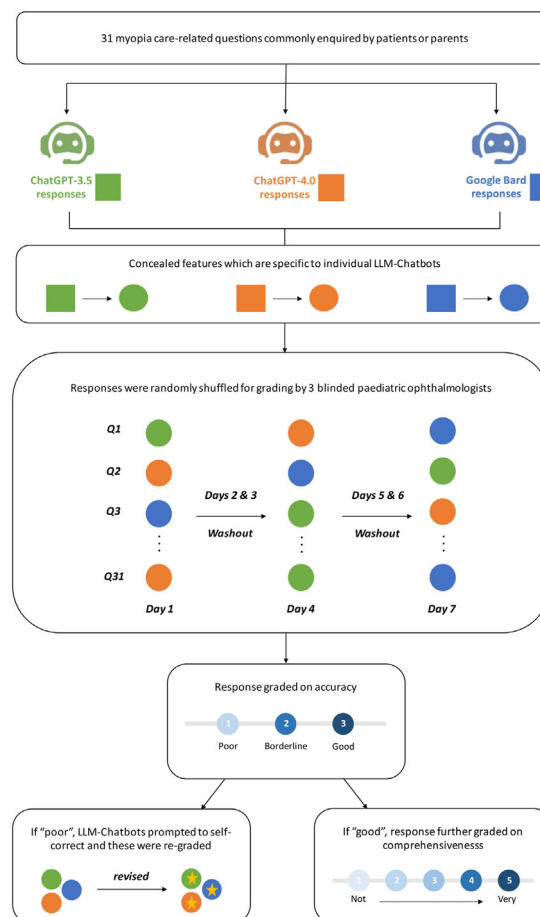 31 myopia care-related questions commonly enquired by patients or parents
ChatGPT-3.5
responses
ChatGPT-4.0
responses
Google Bard
responses
Concealed features which are specific to individual LLM-Chatbots
Responses were randomly shuffled for grading by 3 blinded paediatric ophthalmologists
Q1
Q2
Q3
Q31
Days 2 & 3
Washout
Days 5 & 6
Washout
Day 1
Day 4
Day 7
Response graded on accuracy
1 2 3
Poor Borderline Good
If "poor", LLM-Chatbots prompted to self-
correct and these were re-graded
revised
If "good", response further graded on
comprehensivenesss
1 2 3 4 5
Not Very